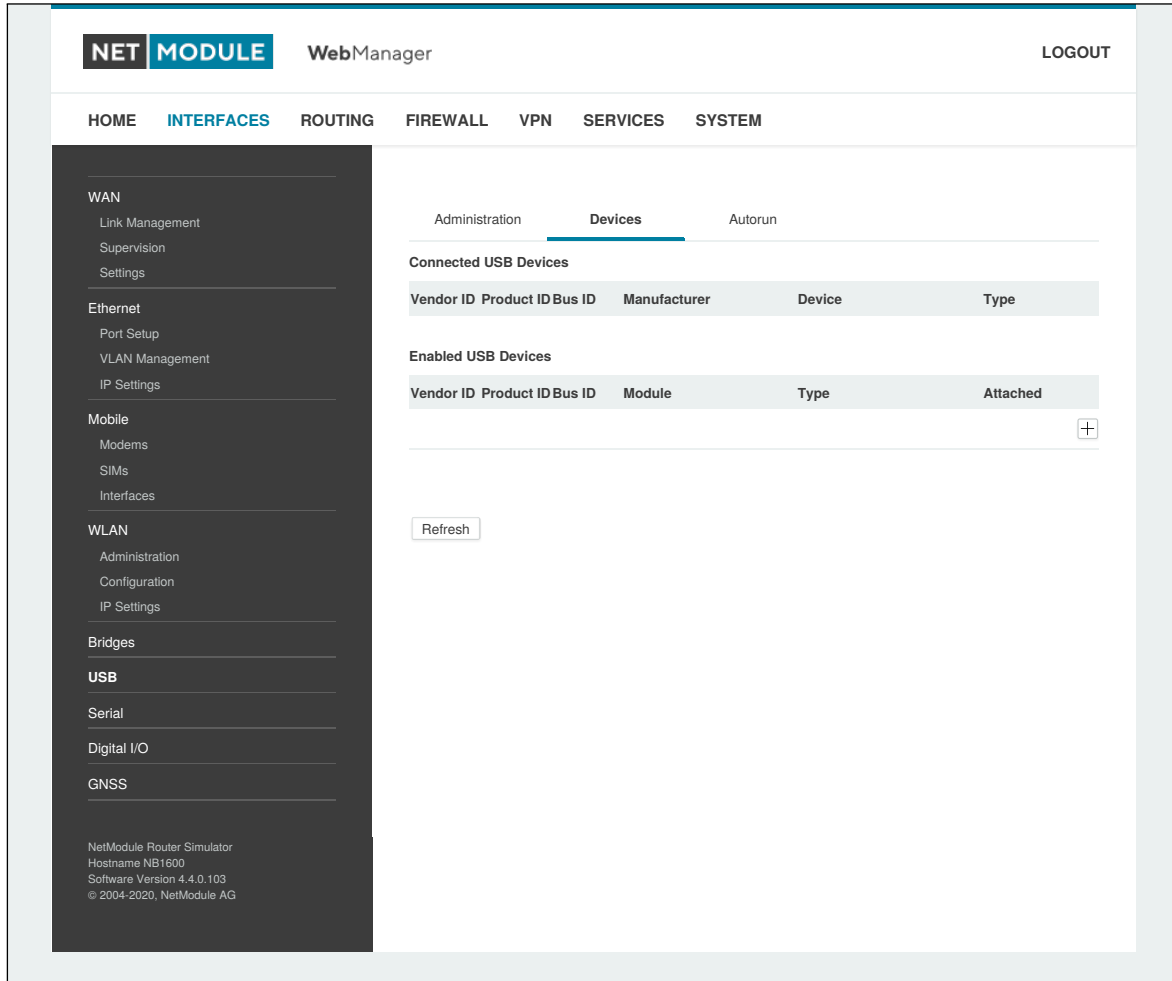 NET MODULE WebManager LOGOUT
HOME INTERFACES ROUTING FIREWALL VPN SERVICES SYSTEM
WAN
Link Management
Supervision
Settings
Ethernet
Port Setup
VLAN Management
IP Settings
Mobile
Modems
SIMs
Interfaces
WLAN
Administration
Configuration
IP Settings
Bridges
USB
Serial
Digital I/O
GNSS
NetModule Router Simulator
Hostname NB1600
Software Version 4.4.0.103
© 2004-2020, NetModule AG
Administration Devices Autorun
Connected USB Devices
Vendor ID Product ID Bus ID Manufacturer Device Type
Enabled USB Devices
Vendor ID Product ID Bus ID Module Type Attached
Refresh